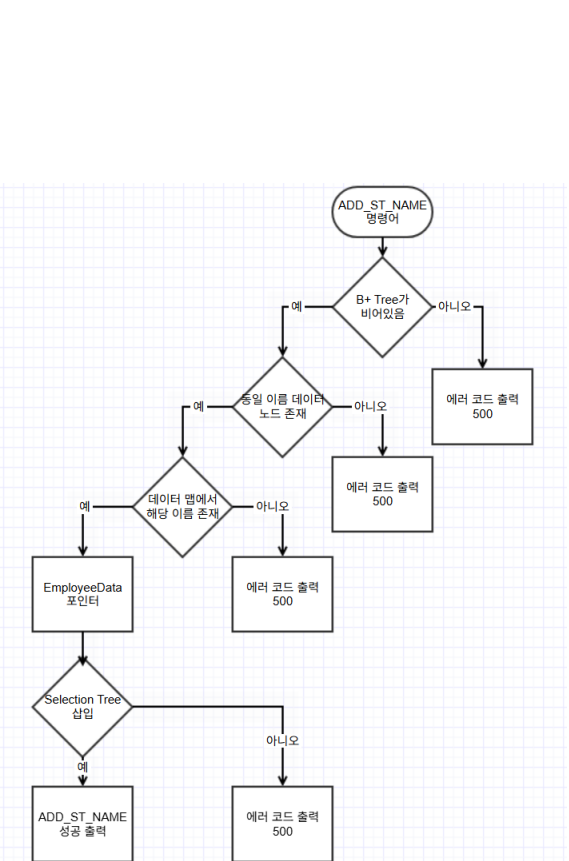 ADD_ST_NAME
명령어
B+ Tree가
비어있음
예
아니오
에러 코드 출력
500
동일 이름 데이터
노드 존재
예
아니오
에러 코드 출력
500
데이터 맵에서
해당 이름 존재
예
아니오
EmployeeData
포인터
에러 코드 출력
500
Selection Tree
삽입
아니오
예
ADD_ST_NAME
성공 출력
에러 코드 출력
500